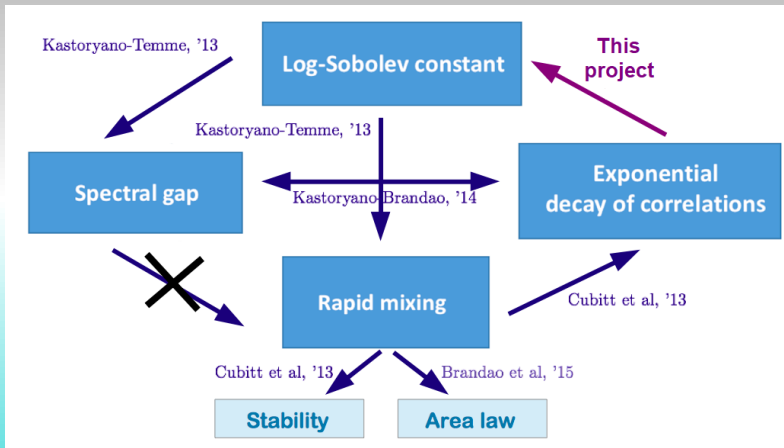 Kastoryano-Temme, '13
Log-Sobolev constant
This
project
Kastoryano-Temme, '13
Spectral gap
Kastoryano-Brandao, '14
Exponential
decay of correlations
Rapid mixing
Cubitt et al, '13
Cubitt et al, '13
Brandao et al, '15
Stability
Area law